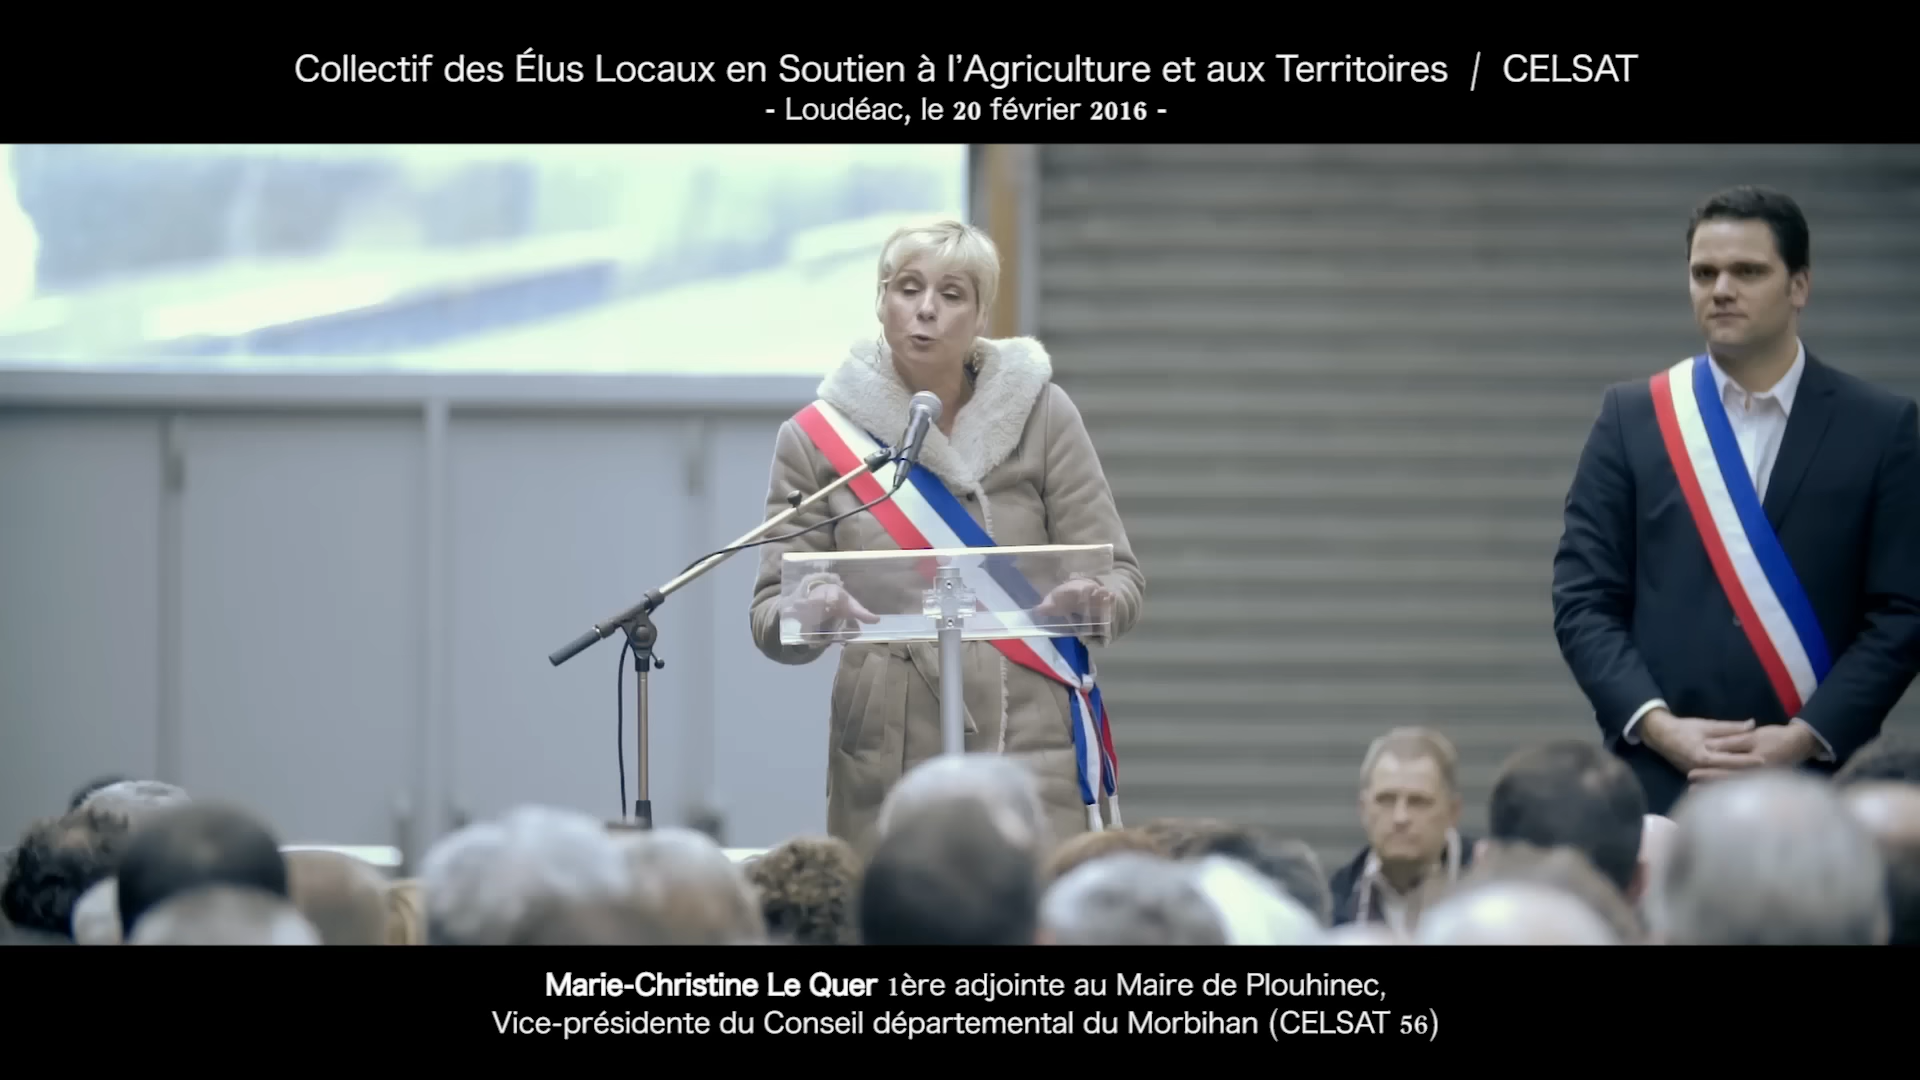 Collectif des Élus Locaux en Soutien à l'Agriculture et aux Territoires / CELSAT
- Loudéac, le 20 février 2016 -
Marie-Christine Le Quer 1ère adjointe au Maire de Plouhinec,
Vice-présidente du Conseil départemental du Morbihan (CELSAT 56)